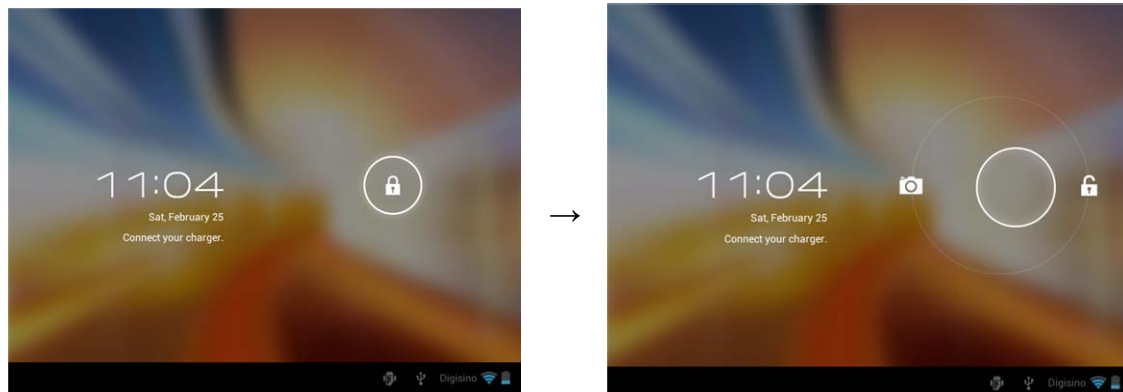 11:04
Sat, February 25
Connect your charger.
Digisino
→
11:04
Sat, February 25
Connect your charger.
Digisino